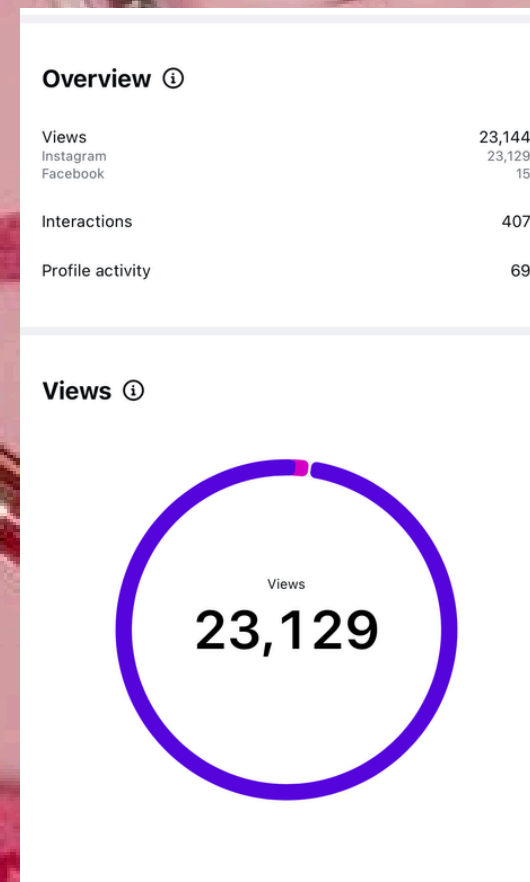 Overview
Views 23,144
Instagram 23,129
Facebook 15
Interactions 407
Profile activity 69
Views
Views
23,129